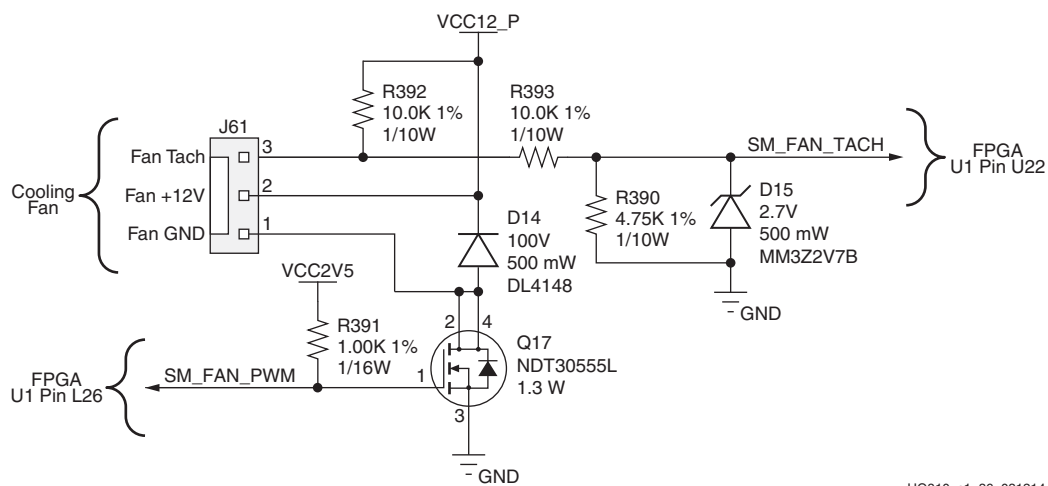 VCC12_P
R392
10.0K 1%
1/10W
R393
10.0K 1%
1/10W
J61
Fan Tach
3
SM_FAN_TACH
FPGA
U1 Pin U22
Cooling
Fan
Fan +12V
2
R390
4.75K 1%
1/10W
D15
2.7V
500 mW
MM3Z2V7B
Fan GND
1
D14
100V
500 mW
DL4148
VCC2V5
GND
R391
1.00K 1%
1/16W
2
4
Q17
NDT30555L
1.3 W
FPGA
U1 Pin L26
SM_FAN_PWM
1
3
GND